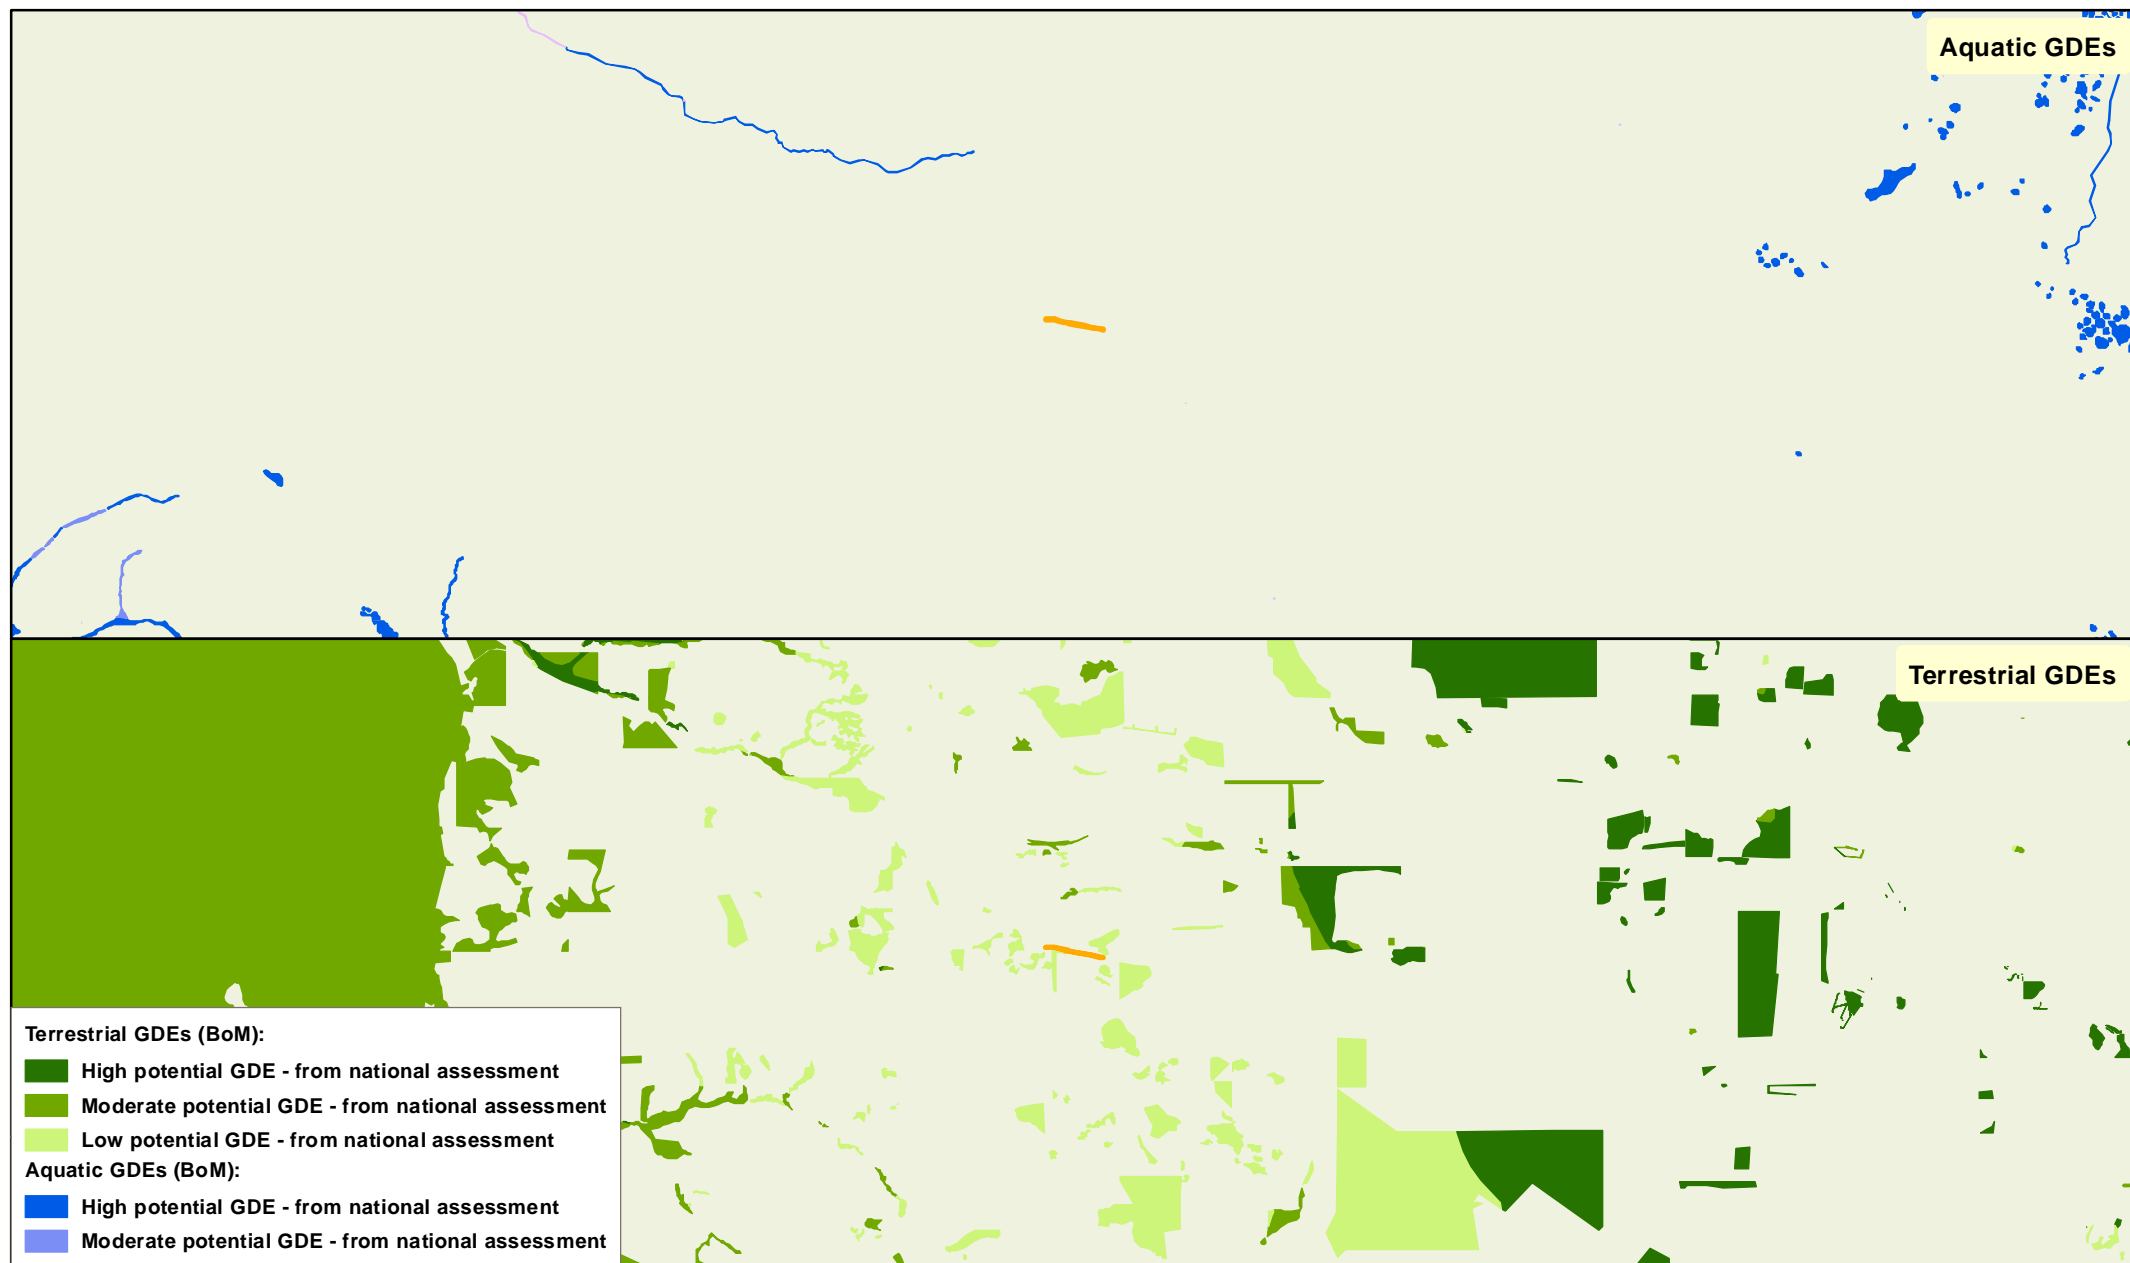 Aquatic GDEs
Terrestrial GDEs
Terrestrial GDEs (BoM):
High potential GDE - from national assessment
Moderate potential GDE - from national assessment
Low potential GDE - from national assessment
Aquatic GDEs (BoM):
High potential GDE - from national assessment
Moderate potential GDE - from national assessment